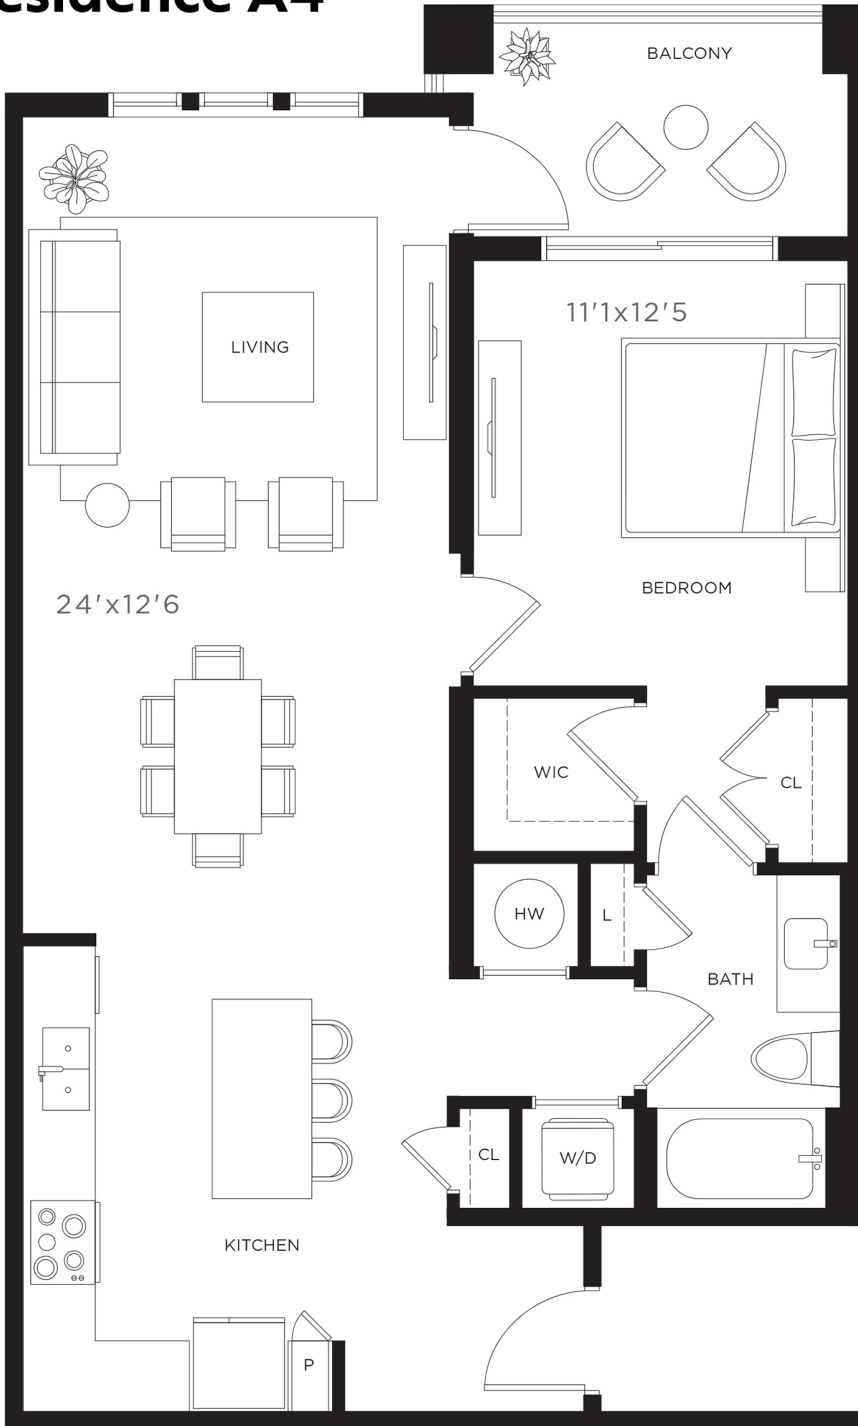 esidence A4
BALCONY
11'1x12'5
LIVING
BEDROOM
24'x12'6
WIC
CL
HW
L
BATH
CL
W/D
KITCHEN
P